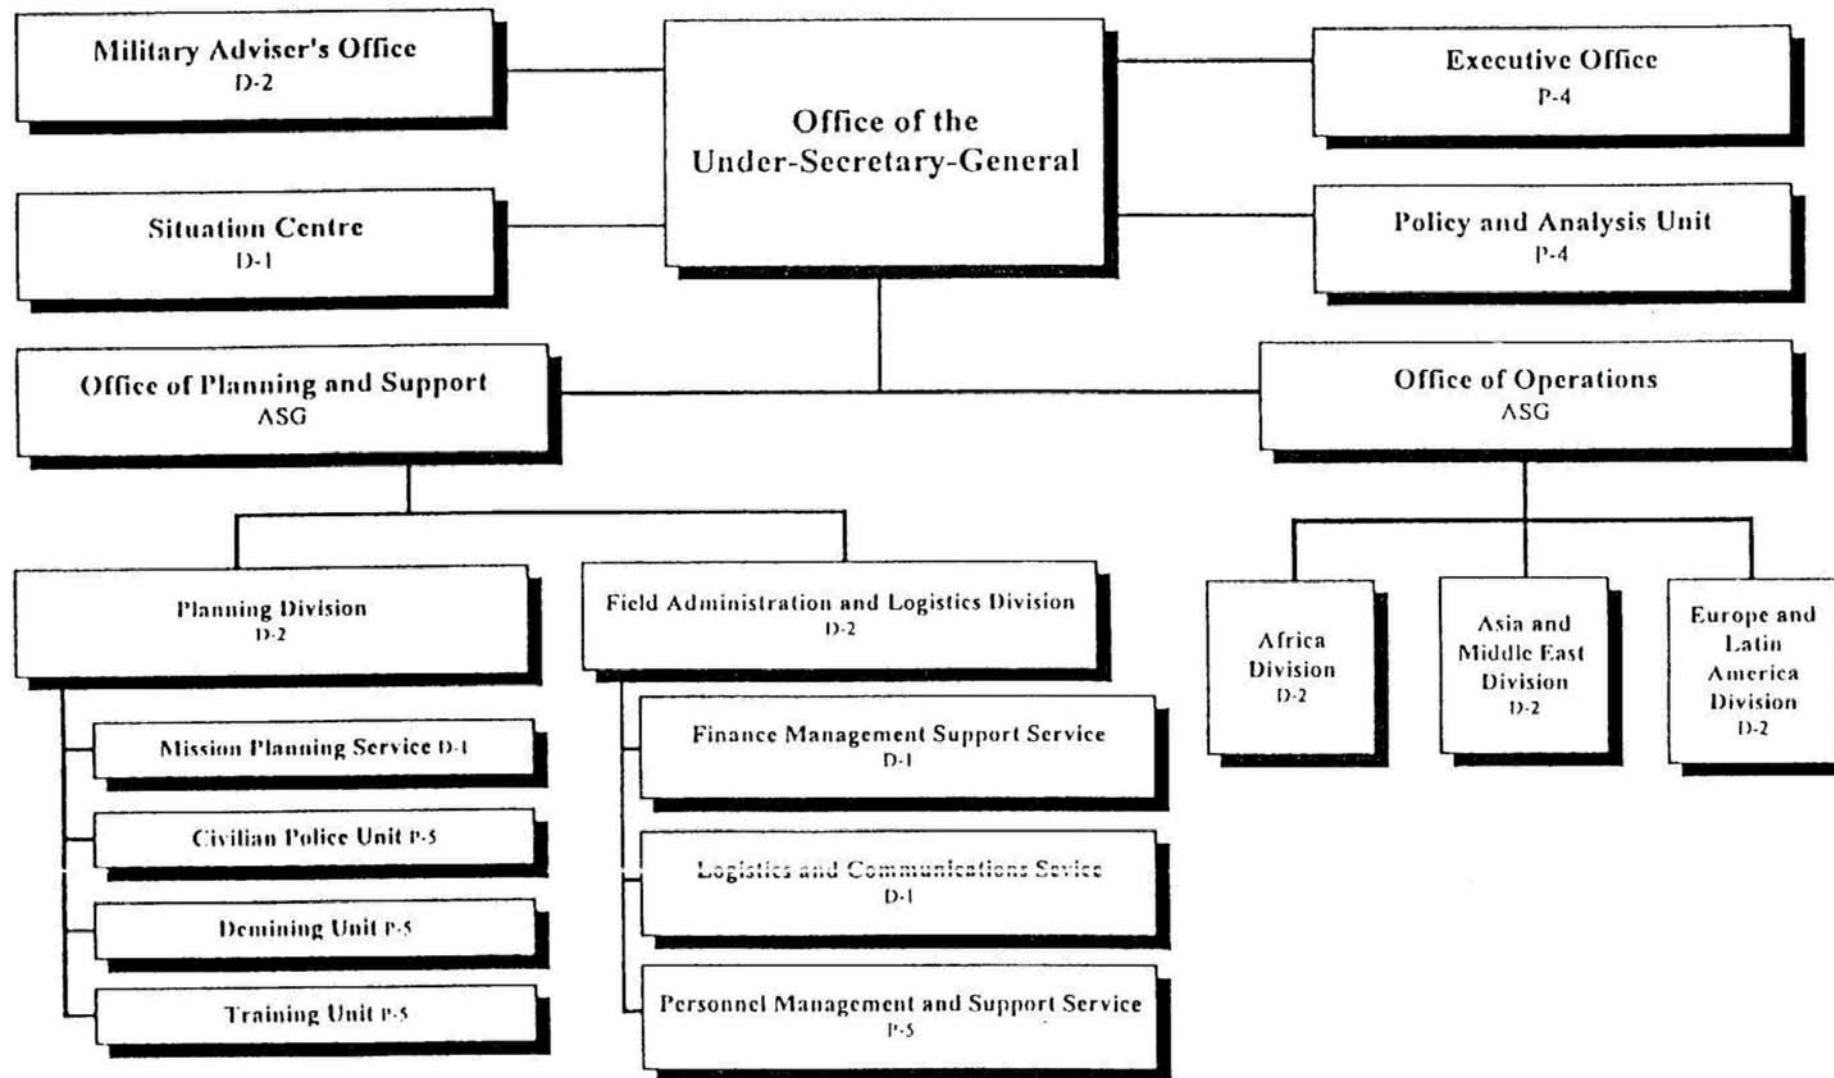 Military Adviser's Office
D-2
Office of the
Under-Secretary-General
Executive Office
P-4
Situation Centre
D-1
Policy and Analysis Unit
P-4
Office of Planning and Support
ASG
Office of Operations
ASG
Planning Division
D-2
Field Administration and Logistics Division
D-2
Africa
Division
D-2
Asia and
Middle East
Division
D-2
Europe and
Latin
America
Division
D-2
Mission Planning Service D-1
Civilian Police Unit P-5
Demining Unit P-5
Training Unit P-5
Finance Management Support Service
D-1
Logistics and Communications Sevice
D-1
Personnel Management and Support Service
P-5